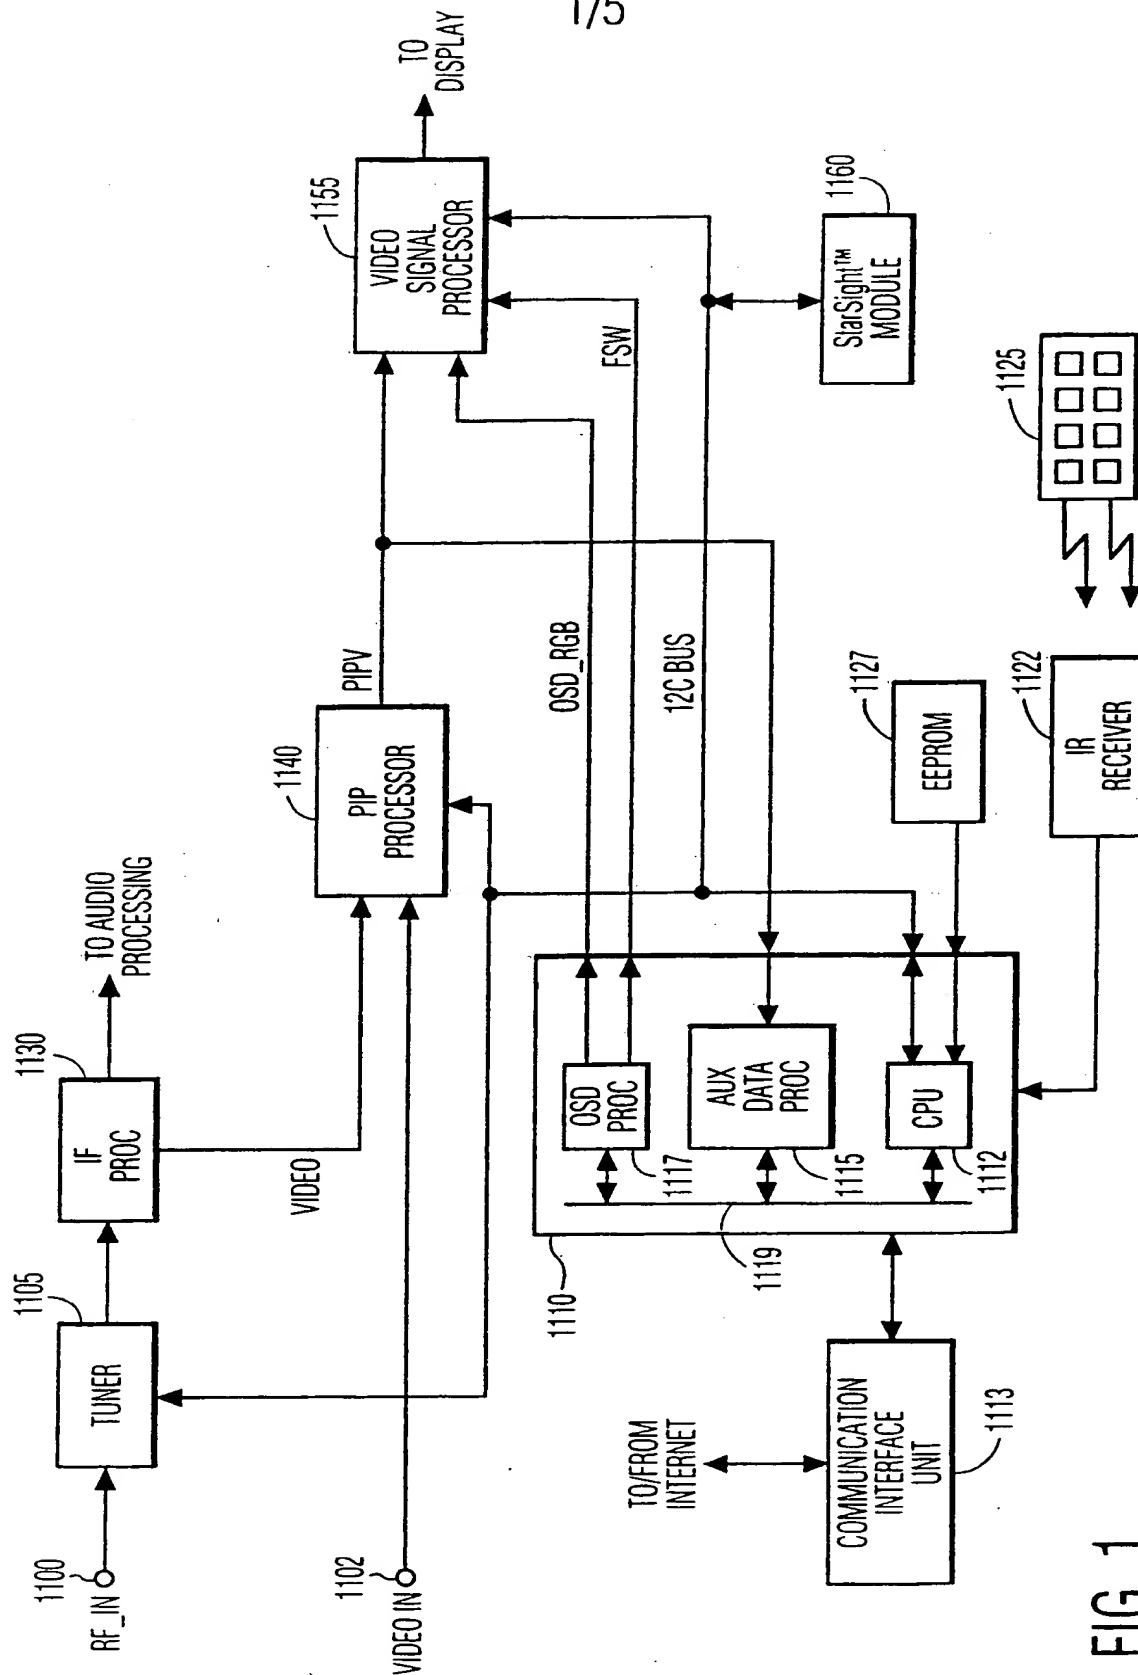 1/5
1100
RF_IN
1105
TUNER
1130
IF
PROC
TO AUDIO
PROCESSING
VIDEO
1102
VIDEO IN
1140
PIP
PROCESSOR
PIPV
1155
VIDEO
SIGNAL
PROCESSOR
TO
DISPLAY
OSD_RGB
FSW
12C BUS
1160
StarSight™
MODULE
TO/FROM
INTERNET
COMMUNICATION
INTERFACE
UNIT
1113
1110
1119
OSD
PROC
1117
AUX
DATA
PROC
1115
CPU
1112
1127
EEPROM
1122
IR
RECEIVER
1125
FIG. 1